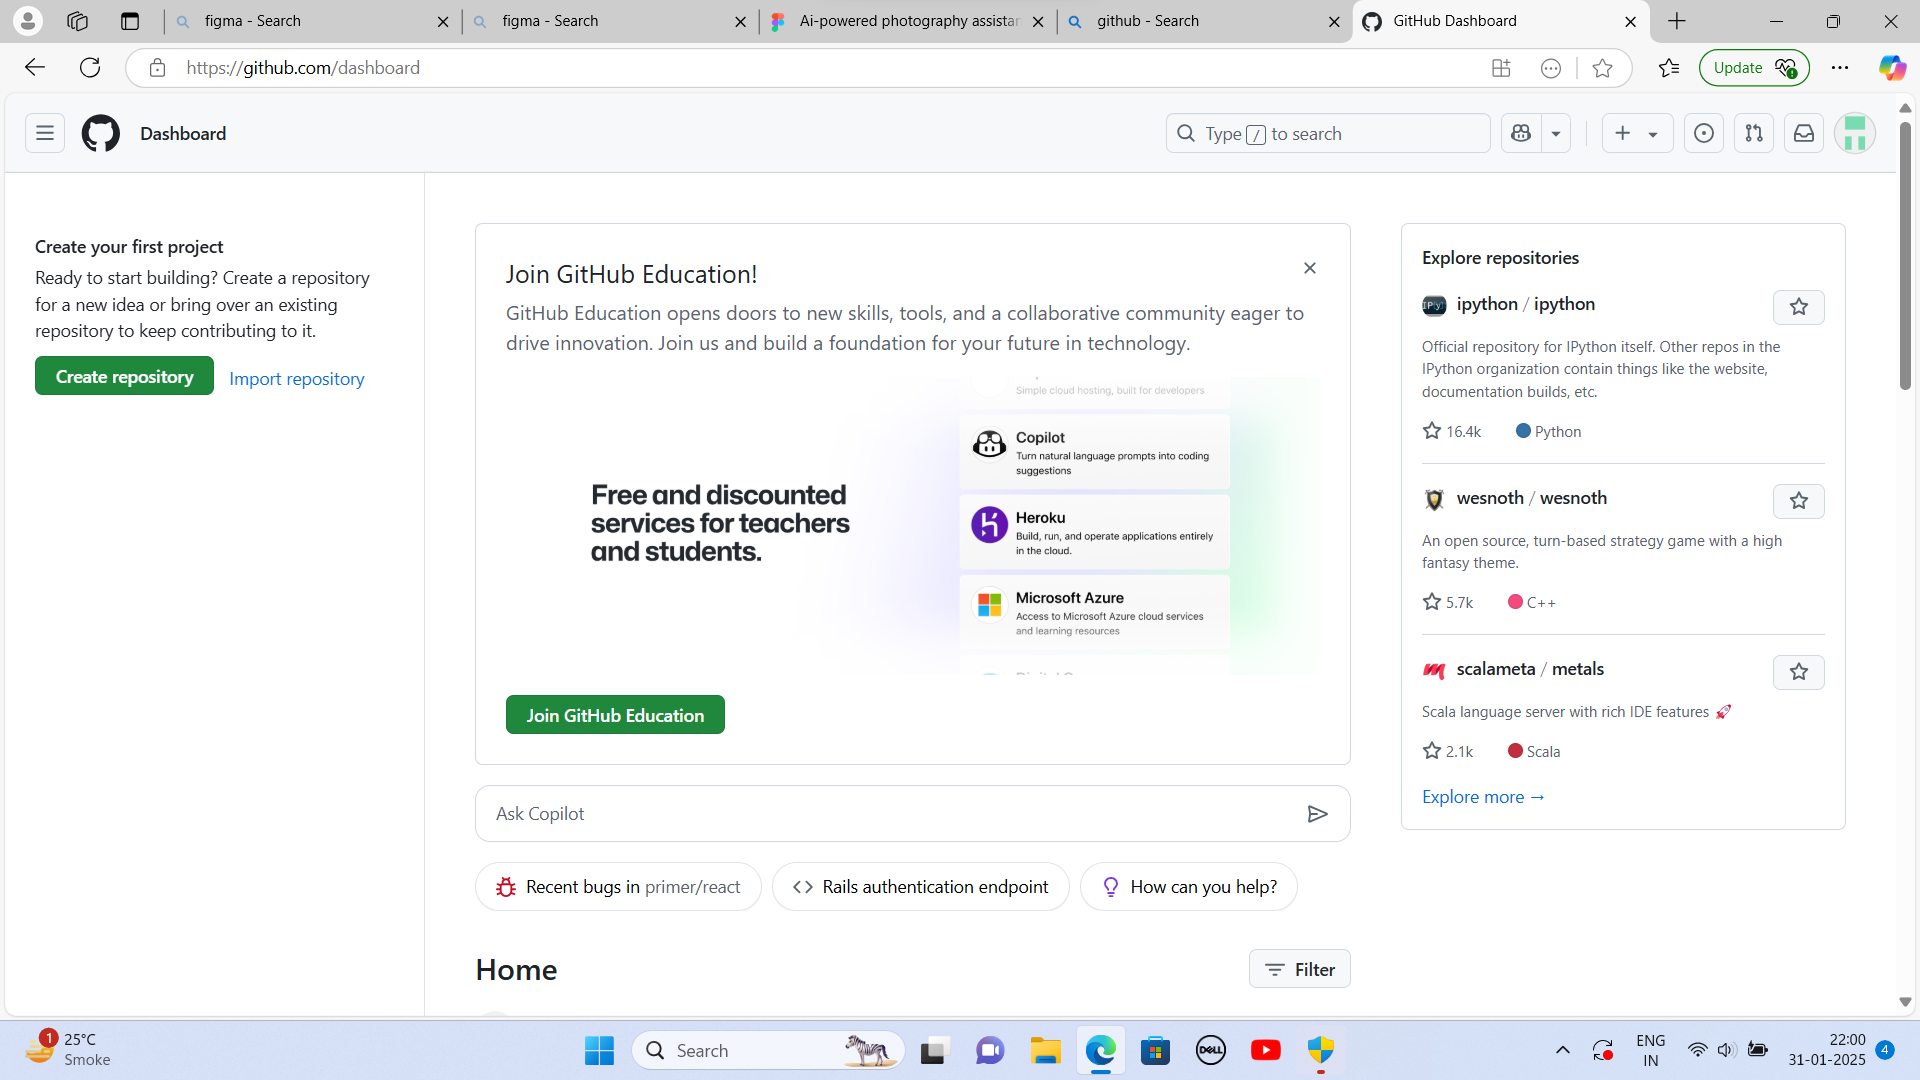 figma - Search
figma - Search
Ai-powered photography assistan
github - Search
GitHub Dashboard
https://github.com/dashboard
Update
Dashboard
Type / to search
Create your first project
Ready to start building? Create a repository
for a new idea or bring over an existing
repository to keep contributing to it.
Create repository
Import repository
Join GitHub Education!
GitHub Education opens doors to new skills, tools, and a collaborative community eager to
drive innovation. Join us and build a foundation for your future in technology.
Simple cloud hosting, built for developers
Copilot
Turn natural language prompts into coding
suggestions
Free and discounted
services for teachers
and students.
Heroku
Build, run, and operate applications entirely
in the cloud.
Microsoft Azure
Access to Microsoft Azure cloud services
and learning resources
Join GitHub Education
Ask Copilot
Recent bugs in primer/react
Rails authentication endpoint
How can you help?
Home
Filter
Explore repositories
IP[y]
ipython / ipython
Official repository for IPython itself. Other repos in the
IPython organization contain things like the website,
documentation builds, etc.
16.4k
Python
wesnoth / wesnoth
An open source, turn-based strategy game with a high
fantasy theme.
5.7k
C++
scalameta / metals
Scala language server with rich IDE features 🚀
2.1k
Scala
Explore more →
1
25°C
Smoke
Search
DELL
ENG
IN
22:00
31-01-2025
4